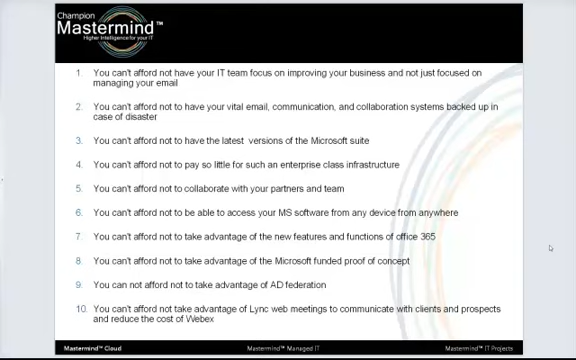 Champion
Mastermind™
Higher Intelligence for your IT
1. You can't afford not have your IT team focus on improving your business and not just focused on
managing your email
2. You can't afford not to have your vital email, communication, and collaboration systems backed up in
case of disaster
3. You can't afford not to have the latest versions of the Microsoft suite
4. You can't afford not to pay so little for such an enterprise class infrastructure
5. You can't afford not to collaborate with your partners and team
6. You can't afford not to be able to access your MS software from any device from anywhere
7. You can't afford not to take advantage of the new features and functions of office 365
8. You can't afford not to take advantage of the Microsoft funded proof of concept
9. You can not afford not to take advantage of AD federation
10. You can't afford not take advantage of Lync web meetings to communicate with clients and prospects
and reduce the cost of Webex
Mastermind™ Cloud Mastermind™ Managed IT Mastermind™ IT Projects